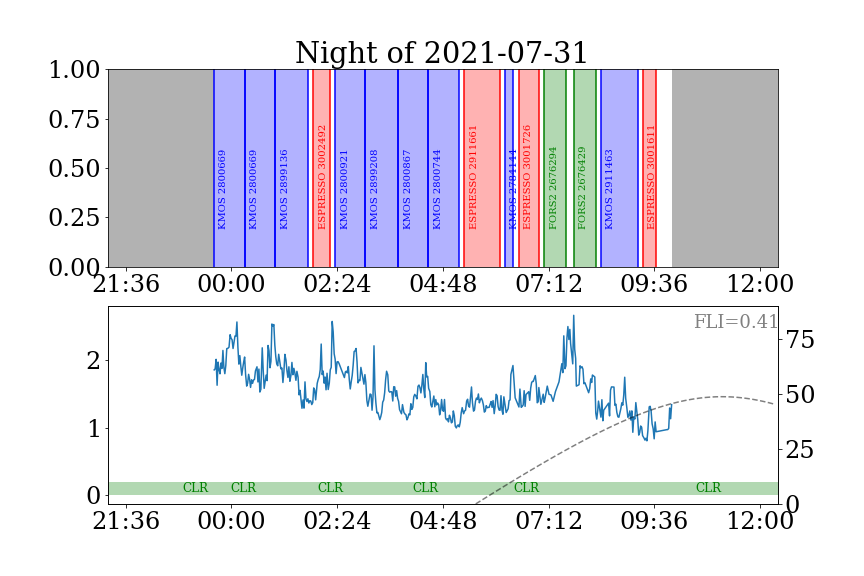 Night of 2021-07-31
1.00
0.75
0.50
0.25
0.00
KMOS 2800669
KMOS 2800669
KMOS 2899136
ESPRESSO 3002492
KMOS 2800921
KMOS 2899208
KMOS 2800867
KMOS 2800744
ESPRESSO 2911661
KMOS 2784144
ESPRESSO 3001726
FORS2 2676294
FORS2 2676429
KMOS 2911463
ESPRESSO 3001611
21:36 00:00 02:24 04:48 07:12 09:36 12:00
FLI=0.41
2
1
0
75
50
25
0
CLR CLR CLR CLR CLR CLR
21:36 00:00 02:24 04:48 07:12 09:36 12:00